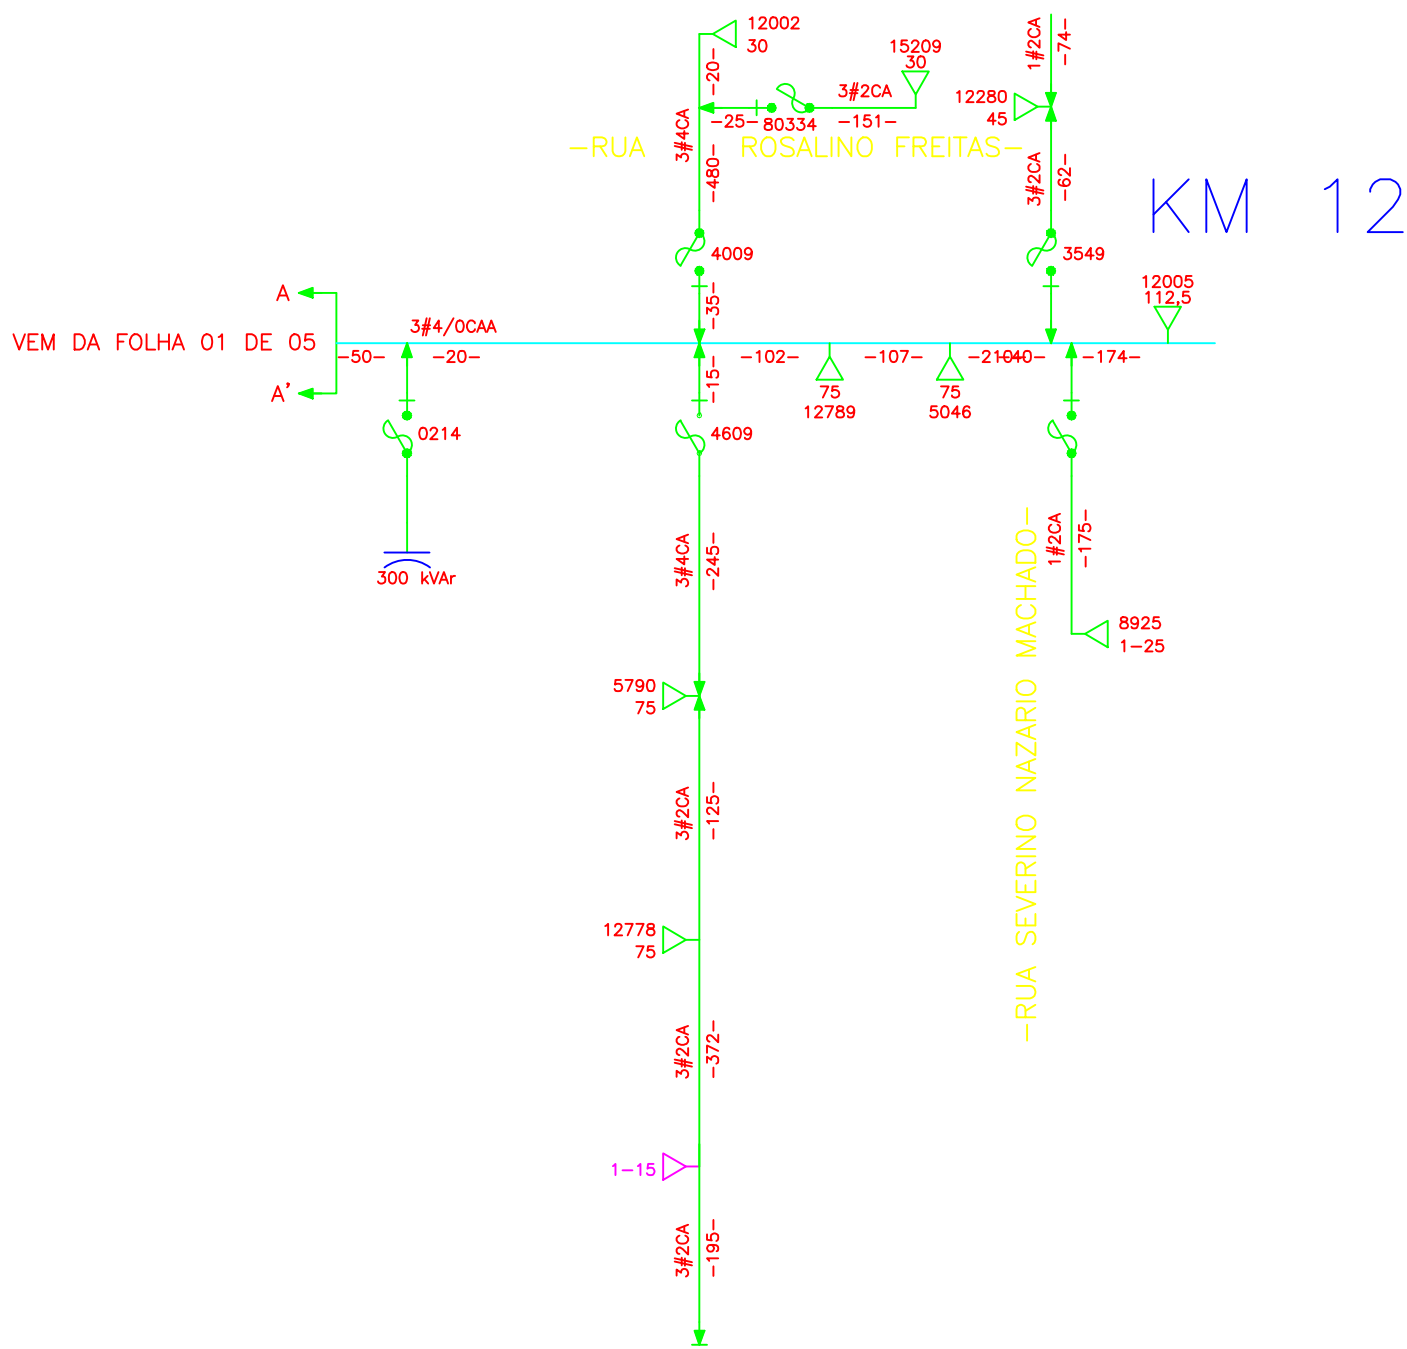 12002
30
-20-
3#4CA
-480-
15209
30
3#2CA
-25-
80334
-151-
1#2CA
-74-
12280
45
-RUA ROSALINO FREITAS-
3#2CA
-62-
KM 12
4009
3549
A
VEM DA FOLHA 01 DE 05
A'
3#4/0CAA
-50-
-20-
-35-
-15-
-102-
-107-
-40-
-174-
12005
112,5
75
12789
75
5046
0214
300 kVAr
4609
3#4CA
-245-
-RUA SEVERINO NAZARIO MACHADO-
1#2CA
-175-
8925
1-25
5790
75
3#2CA
-125-
12778
75
3#2CA
-372-
1-15
3#2CA
-195-